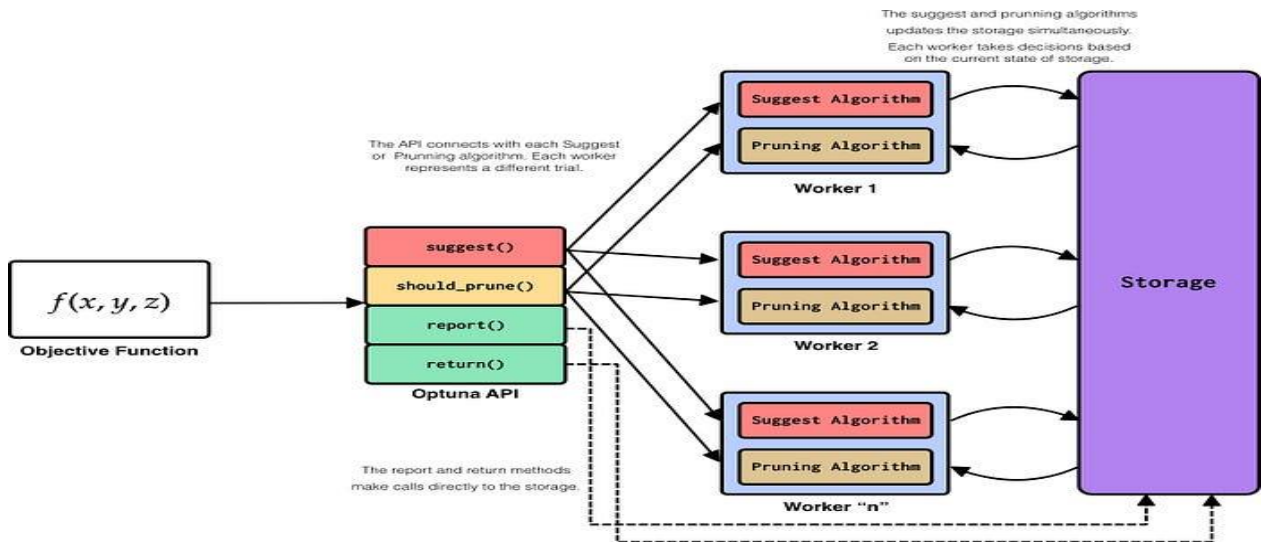 The suggest and prunning algorithms
updates the storage simultaneously.
Each worker takes decisions based
on the current state of storage.
Suggest Algorithm
Pruning Algorithm
Worker 1
The API connects with each Suggest
or Prunning algorithm. Each worker
represents a different trial.
suggest()
should_prune()
report()
return()
Optuna API
f(x, y, z)
Objective Function
Suggest Algorithm
Pruning Algorithm
Worker 2
Storage
Suggest Algorithm
Pruning Algorithm
Worker “n”
The report and return methods
make calls directly to the storage.